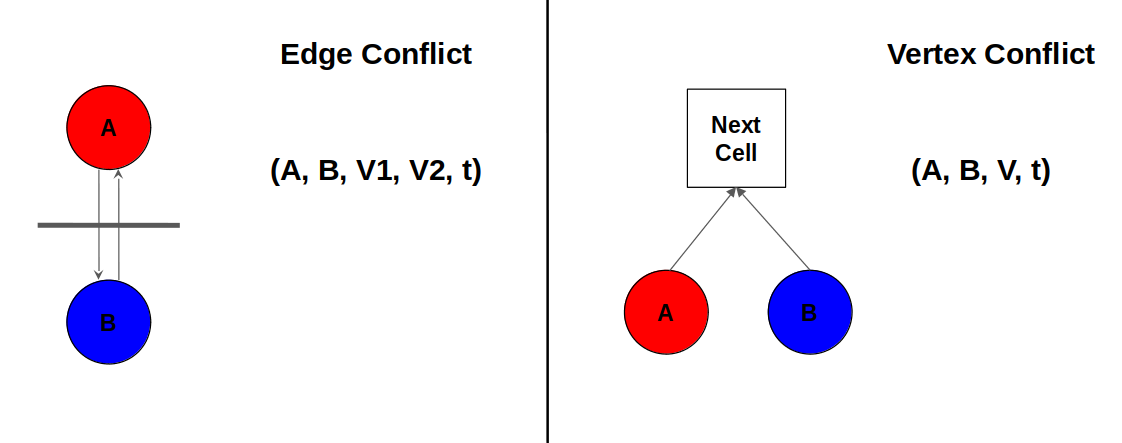 Edge Conflict
A
(A, B, V1, V2, t)
B
Vertex Conflict
Next
Cell
(A, B, V, t)
A
B